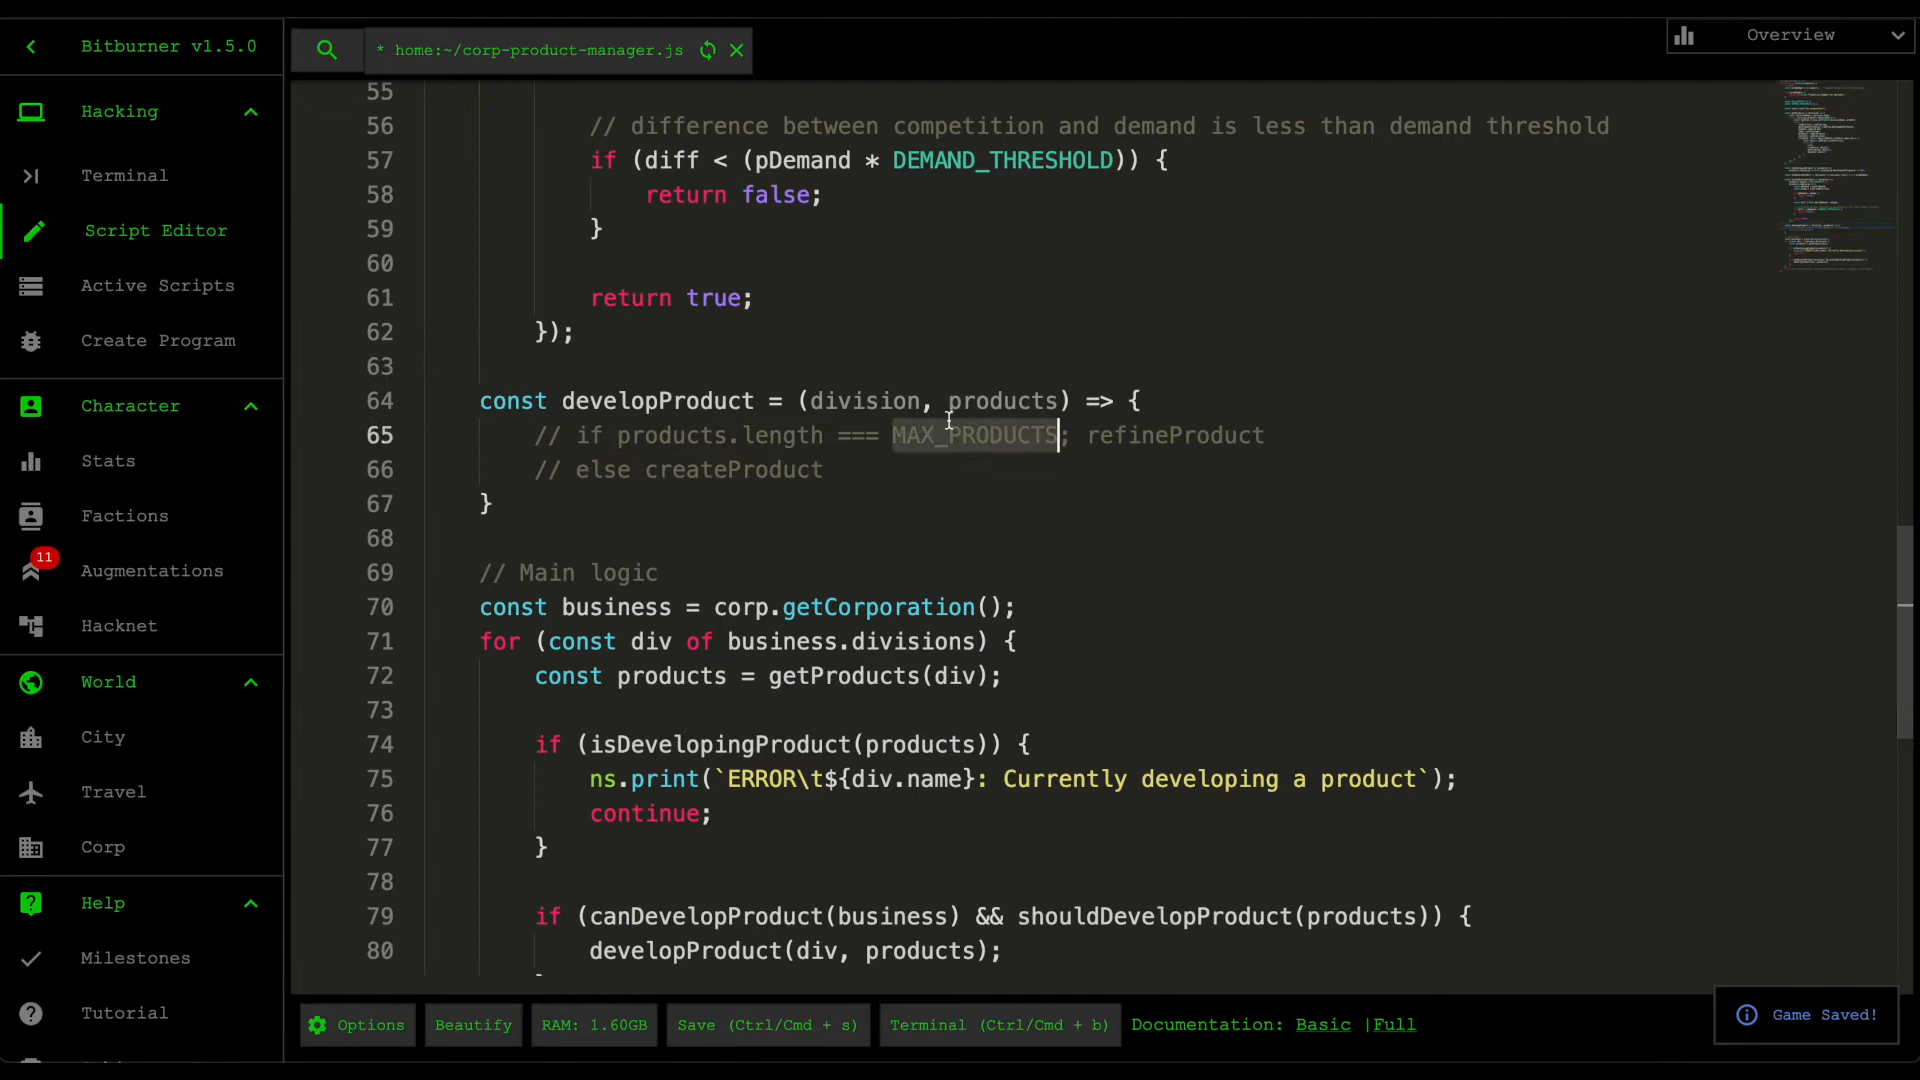 Bitburner v1.5.0
* home:~/corp-product-manager.js
Overview
Hacking
Terminal
Script Editor
Active Scripts
Create Program
Character
Stats
Factions
11
Augmentations
Hacknet
World
City
Travel
Corp
Help
Milestones
Tutorial
55
56 // difference between competition and demand is less than demand threshold
57 if (diff < (pDemand * DEMAND_THRESHOLD)) {
58 return false;
59 }
60
61 return true;
62 });
63
64 const developProduct = (division, products) => {
65 // if products.length === MAX_PRODUCTS; refineProduct
66 // else createProduct
67 }
68
69 // Main logic
70 const business = corp.getCorporation();
71 for (const div of business.divisions) {
72 const products = getProducts(div);
73
74 if (isDevelopingProduct(products)) {
75 ns.print(`ERROR\t${div.name}: Currently developing a product`);
76 continue;
77 }
78
79 if (canDevelopProduct(business) && shouldDevelopProduct(products)) {
80 developProduct(div, products);
Options
Beautify
RAM: 1.60GB
Save (Ctrl/Cmd + s)
Terminal (Ctrl/Cmd + b)
Documentation: Basic |Full
Game Saved!